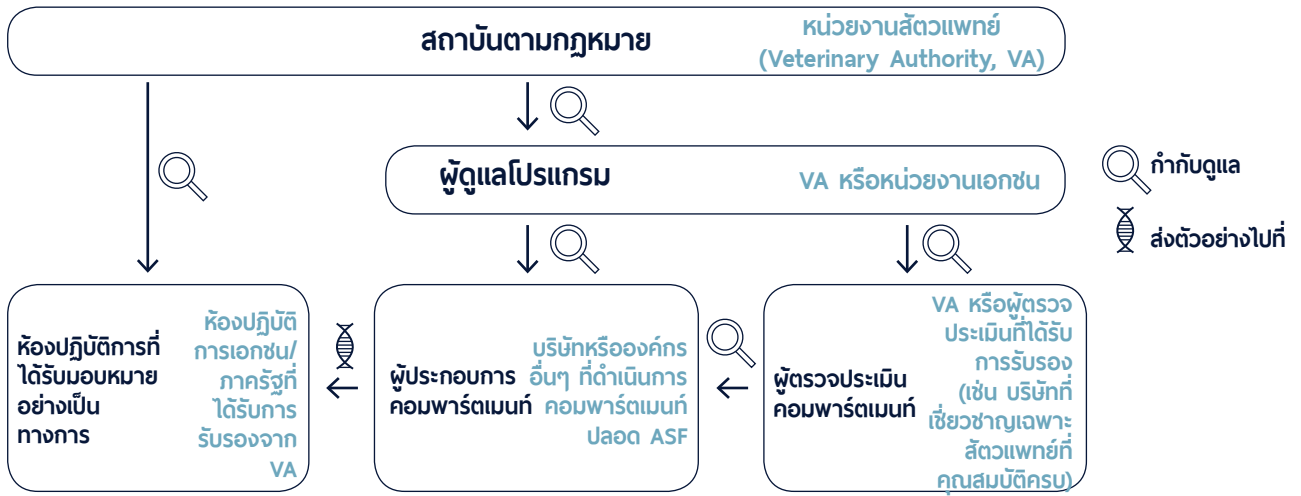 สถาบันตามกฎหมาย
หน่วยงานสัตวแพทย์
(Veterinary Authority, VA)
ผู้ดูแลโปรแกรม
VA หรือหน่วยงานเอกชน
กำกับดูแล
ส่งตัวอย่างไปที่
ห้องปฏิบัติการที่
ได้รับมอบหมาย
อย่างเป็น
ทางการ
ห้องปฏิบัติ
การเอกชน/
ภาครัฐที่
ได้รับการ
รับรองจาก
VA
ผู้ประกอบการ
คอมพาร์ตเมนท์
บริษัทหรือองค์กร
อื่นๆ ที่ดำเนินการ
คอมพาร์ตเมนท์
ปลอด ASF
ผู้ตรวจประเมิน
คอมพาร์ตเมนท์
VA หรือผู้ตรวจ
ประเมินที่ได้รับ
การรับรอง
(เช่น บริษัทที่
เชี่ยวชาญเฉพาะ
สัตวแพทย์ที่
คุณสมบัติครบ)